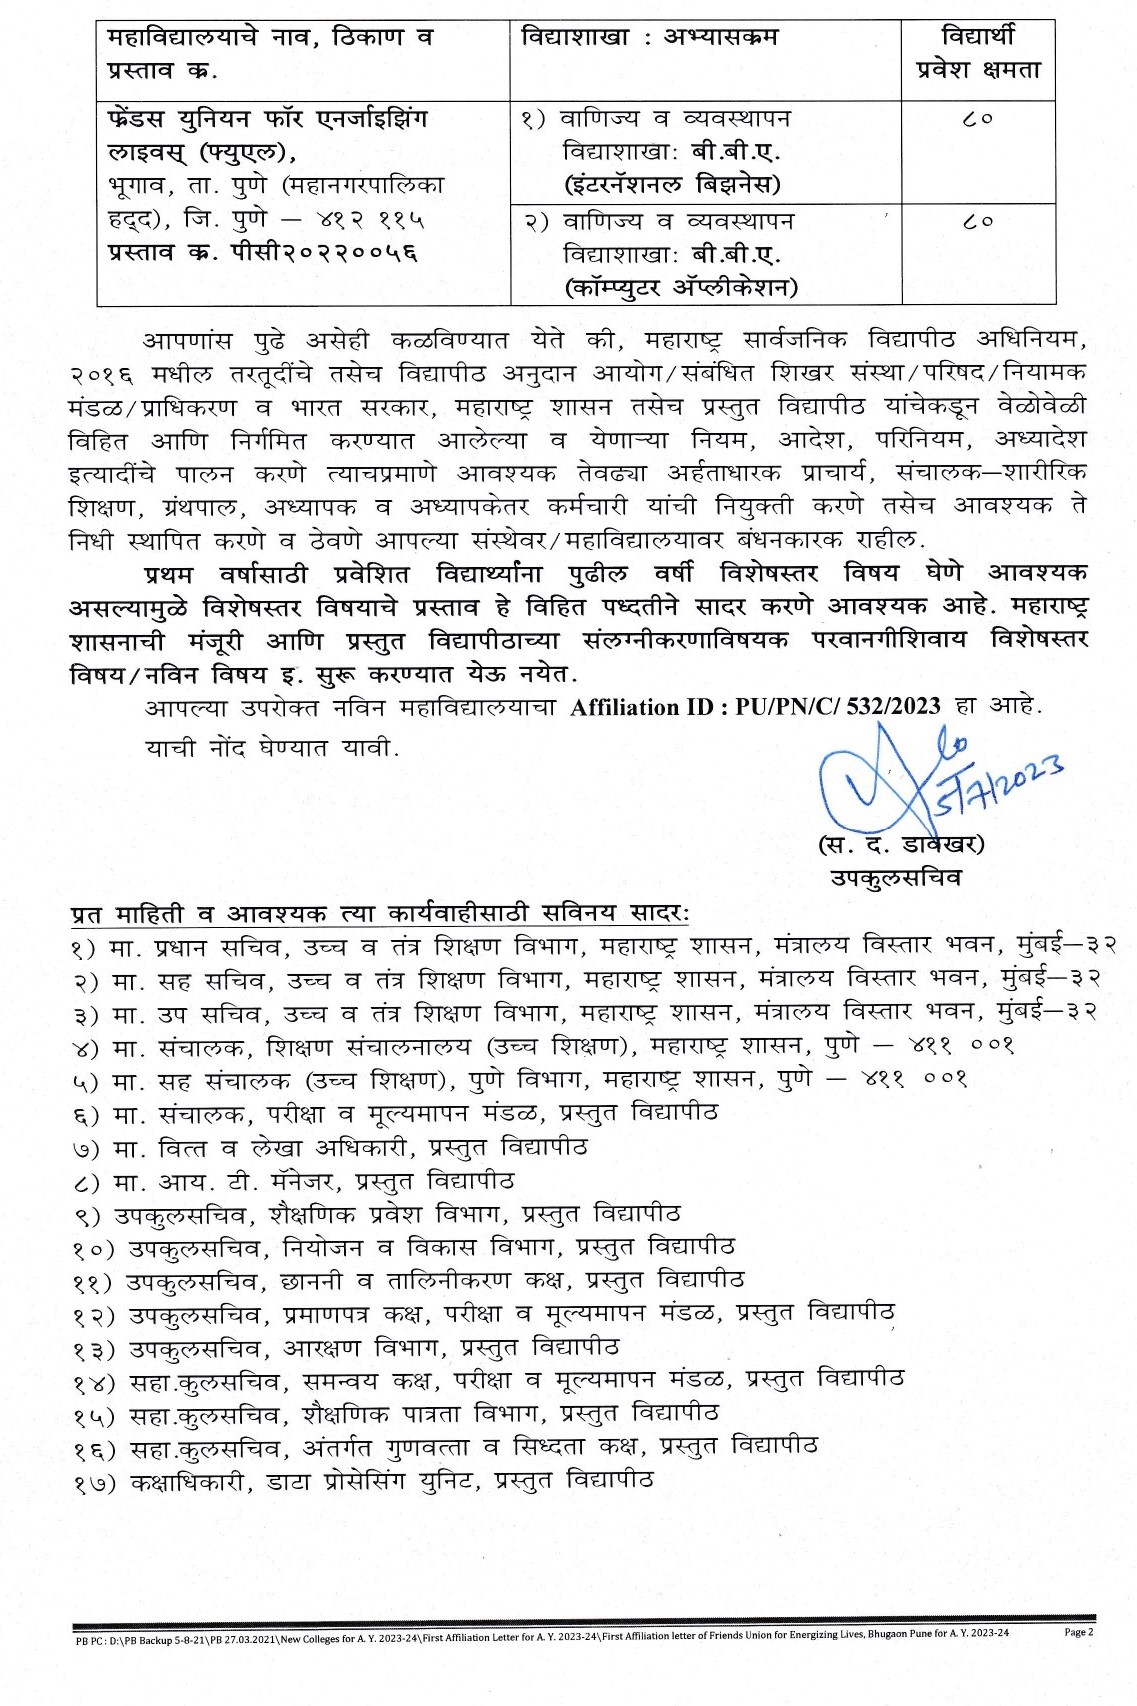 महाविद्यालयाचे नाव, ठिकाण व
प्रस्ताव क्र.
विद्याशाखा : अभ्यासक्रम
विद्यार्थी
प्रवेश क्षमता
फ्रेंडस युनियन फॉर एनर्जाइझिंग
लाइवस् (फ्युएल),
भूगाव, ता. पुणे (महानगरपालिका
हद्द), जि. पुणे – ४१२ ११५
प्रस्ताव क्र. पीसी२०२२००५६
१) वाणिज्य व व्यवस्थापन
विद्याशाखा: बी.बी.ए.
(इंटरनॅशनल बिझनेस)
८०
२) वाणिज्य व व्यवस्थापन
विद्याशाखा: बी.बी.ए.
(कॉम्प्युटर ॲप्लीकेशन)
८०
आपणांस पुढे असेही कळविण्यात येते की, महाराष्ट्र सार्वजनिक विद्यापीठ अधिनियम,
२०१६ मधील तरतूदींचे तसेच विद्यापीठ अनुदान आयोग/संबंधित शिखर संस्था/परिषद/नियामक
मंडळ/प्राधिकरण व भारत सरकार, महाराष्ट्र शासन तसेच प्रस्तुत विद्यापीठ यांचेकडून वेळोवेळी
विहित आणि निर्गमित करण्यात आलेल्या व येणाऱ्या नियम, आदेश, परिनियम, अध्यादेश
इत्यादींचे पालन करणे त्याचप्रमाणे आवश्यक तेवढ्या अर्हताधारक प्राचार्य, संचालक–शारीरिक
शिक्षण, ग्रंथपाल, अध्यापक व अध्यापकेतर कर्मचारी यांची नियुक्ती करणे तसेच आवश्यक ते
निधी स्थापित करणे व ठेवणे आपल्या संस्थेवर/महाविद्यालयावर बंधनकारक राहील.
प्रथम वर्षासाठी प्रवेशित विद्यार्थ्यांना पुढील वर्षी विशेषस्तर विषय घेणे आवश्यक
असल्यामुळे विशेषस्तर विषयाचे प्रस्ताव हे विहित पध्दतीने सादर करणे आवश्यक आहे. महाराष्ट्र
शासनाची मंजूरी आणि प्रस्तुत विद्यापीठाच्या संलग्नीकरणाविषयक परवानगीशिवाय विशेषस्तर
विषय/नविन विषय इ. सुरू करण्यात येऊ नयेत.
आपल्या उपरोक्त नविन महाविद्यालयाचा Affiliation ID : PU/PN/C/ 532/2023 हा आहे.
याची नोंद घेण्यात यावी.
5/7/2023
(स. द. डावखर)
उपकुलसचिव
प्रत माहिती व आवश्यक त्या कार्यवाहीसाठी सविनय सादर:
१) मा. प्रधान सचिव, उच्च व तंत्र शिक्षण विभाग, महाराष्ट्र शासन, मंत्रालय विस्तार भवन, मुंबई–३२
२) मा. सह सचिव, उच्च व तंत्र शिक्षण विभाग, महाराष्ट्र शासन, मंत्रालय विस्तार भवन, मुंबई–३२
३) मा. उप सचिव, उच्च व तंत्र शिक्षण विभाग, महाराष्ट्र शासन, मंत्रालय विस्तार भवन, मुंबई–३२
४) मा. संचालक, शिक्षण संचालनालय (उच्च शिक्षण), महाराष्ट्र शासन, पुणे – ४११ ००१
५) मा. सह संचालक (उच्च शिक्षण), पुणे विभाग, महाराष्ट्र शासन, पुणे – ४११ ००१
६) मा. संचालक, परीक्षा व मूल्यमापन मंडळ, प्रस्तुत विद्यापीठ
७) मा. वित्त व लेखा अधिकारी, प्रस्तुत विद्यापीठ
८) मा. आय. टी. मॅनेजर, प्रस्तुत विद्यापीठ
९) उपकुलसचिव, शैक्षणिक प्रवेश विभाग, प्रस्तुत विद्यापीठ
१०) उपकुलसचिव, नियोजन व विकास विभाग, प्रस्तुत विद्यापीठ
११) उपकुलसचिव, छाननी व तालिनीकरण कक्ष, प्रस्तुत विद्यापीठ
१२) उपकुलसचिव, प्रमाणपत्र कक्ष, परीक्षा व मूल्यमापन मंडळ, प्रस्तुत विद्यापीठ
१३) उपकुलसचिव, आरक्षण विभाग, प्रस्तुत विद्यापीठ
१४) सहा.कुलसचिव, समन्वय कक्ष, परीक्षा व मूल्यमापन मंडळ, प्रस्तुत विद्यापीठ
१५) सहा.कुलसचिव, शैक्षणिक पात्रता विभाग, प्रस्तुत विद्यापीठ
१६) सहा.कुलसचिव, अंतर्गत गुणवत्ता व सिध्दता कक्ष, प्रस्तुत विद्यापीठ
१७) कक्षाधिकारी, डाटा प्रोसेसिंग युनिट, प्रस्तुत विद्यापीठ
PB PC : D:\PB Backup 5-8-21\PB 27.03.2021\New Colleges for A. Y. 2023-24\First Affiliation Letter for A. Y. 2023-24\First Affiliation letter of Friends Union for Energizing Lives, Bhugaon Pune for A. Y. 2023-24
Page 2